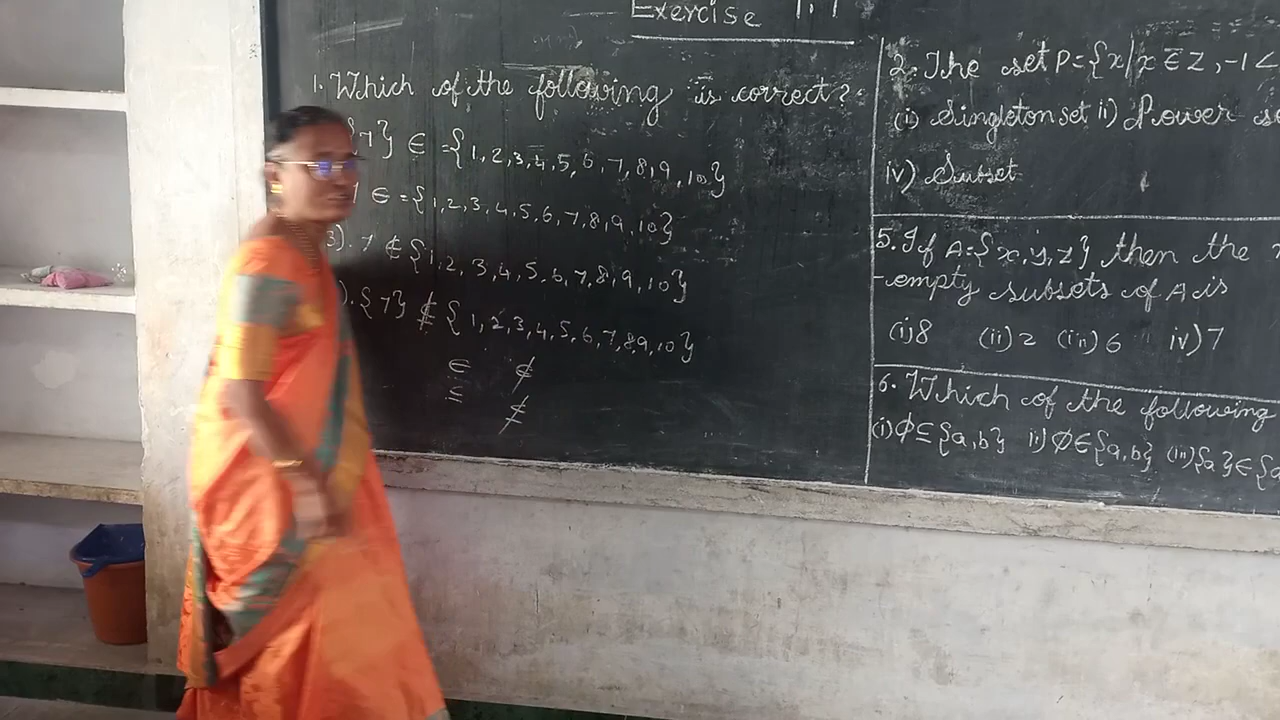 Exercise 1.1
1. Which of the following is correct?
7} ∈ ={1,2,3,4,5,6,7,8,9,10}
∈ ={1,2,3,4,5,6,7,8,9,10}
3). 7 ∉ {1,2,3,4,5,6,7,8,9,10}
). {7} ⊈ {1,2,3,4,5,6,7,8,9,10}
∈ ∉
⊆ ⊈
2. The set P={x/x ∈ Z, -1<
(i) Singleton set ii) Power se
iv) Subset
5. If A={x,y,z} then the
-empty subsets of A is
(i) 8 (ii) 2 (iii) 6 iv) 7
6. Which of the following
(i) Ø⊆{a,b} ii) Ø∈{a,b} (iii) {a}∈{a